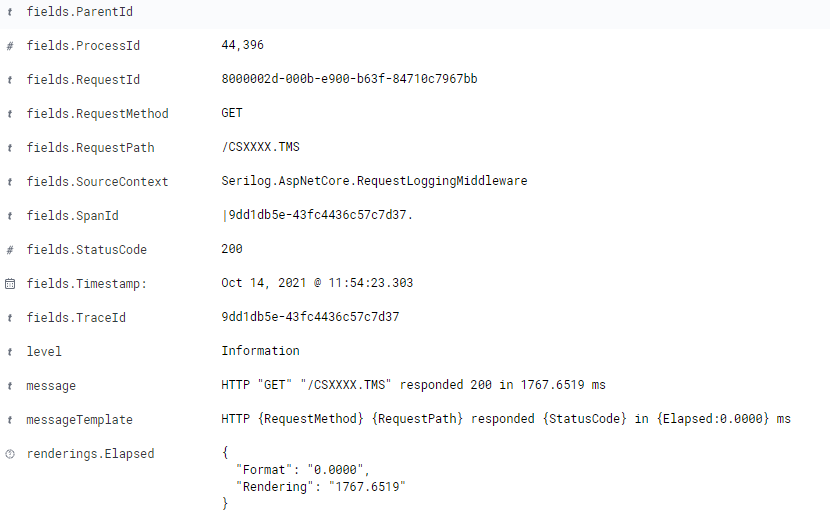 t fields.ParentId
# fields.ProcessId 44,396
t fields.RequestId 8000002d-000b-e900-b63f-84710c7967bb
t fields.RequestMethod GET
t fields.RequestPath /CSXXXX.TMS
t fields.SourceContext Serilog.AspNetCore.RequestLoggingMiddleware
t fields.SpanId |9dd1db5e-43fc4436c57c7d37.
# fields.StatusCode 200
fields.Timestamp: Oct 14, 2021 @ 11:54:23.303
t fields.TraceId 9dd1db5e-43fc4436c57c7d37
t level Information
t message HTTP "GET" "/CSXXXX.TMS" responded 200 in 1767.6519 ms
t messageTemplate HTTP {RequestMethod} {RequestPath} responded {StatusCode} in {Elapsed:0.0000} ms
renderings.Elapsed {
"Format": "0.0000",
"Rendering": "1767.6519"
}